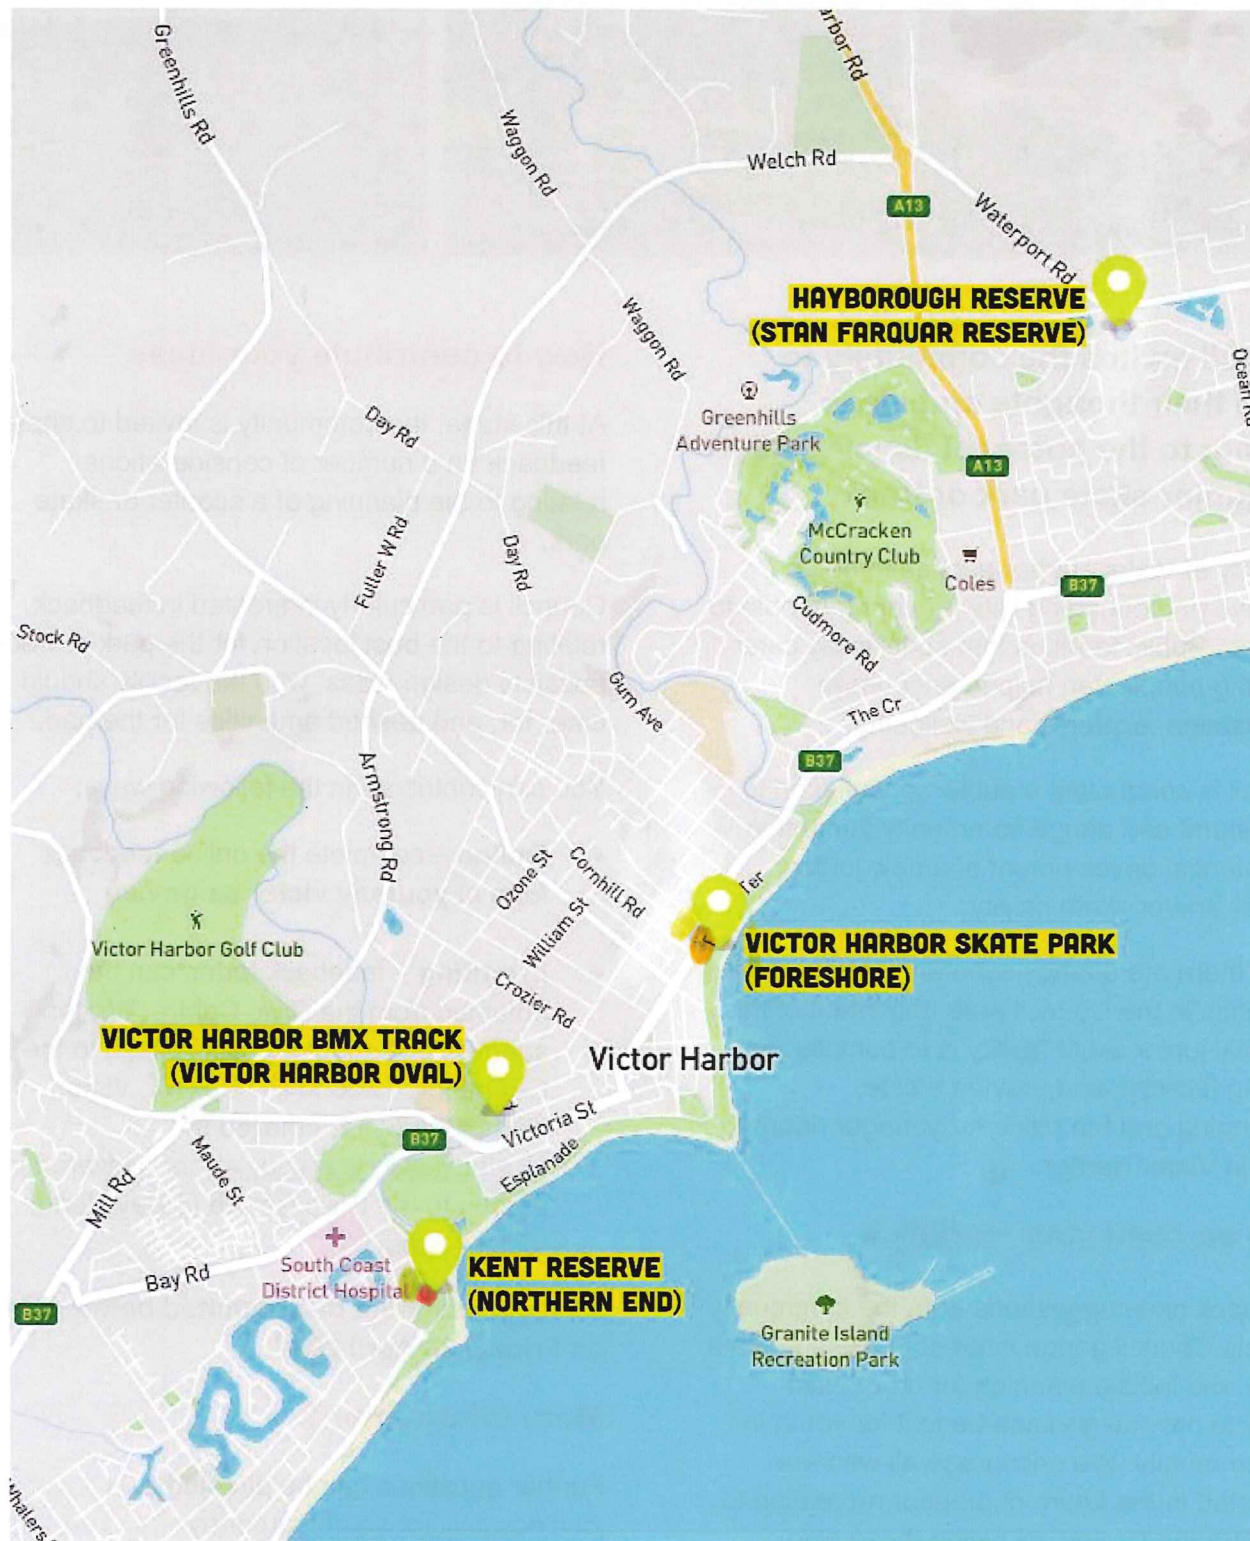 Greenhills Rd
arbor Rd
Waggon Rd
Welch Rd
A13
Waterport Rd
HAYBOROUGH RESERVE
(STAN FARQUAR RESERVE)
Waggon Rd
Ocean Rd
Greenhills
Adventure Park
Day Rd
A13
McCracken
Country Club
Coles
B37
Fuller W Rd
Day Rd
Cudmore Rd
Stock Rd
Gum Ave
The Cr
B37
Armstrong Rd
Ozone St
Cornhill Rd
William St
Ter
Victor Harbor Golf Club
VICTOR HARBOR SKATE PARK
(FORESHORE)
Crozier Rd
VICTOR HARBOR BMX TRACK
(VICTOR HARBOR OVAL)
Victor Harbor
Victoria St
B37
Esplanade
Maude St
Mill Rd
South Coast
District Hospital
Bay Rd
KENT RESERVE
(NORTHERN END)
B37
Granite Island
Recreation Park
Whalers